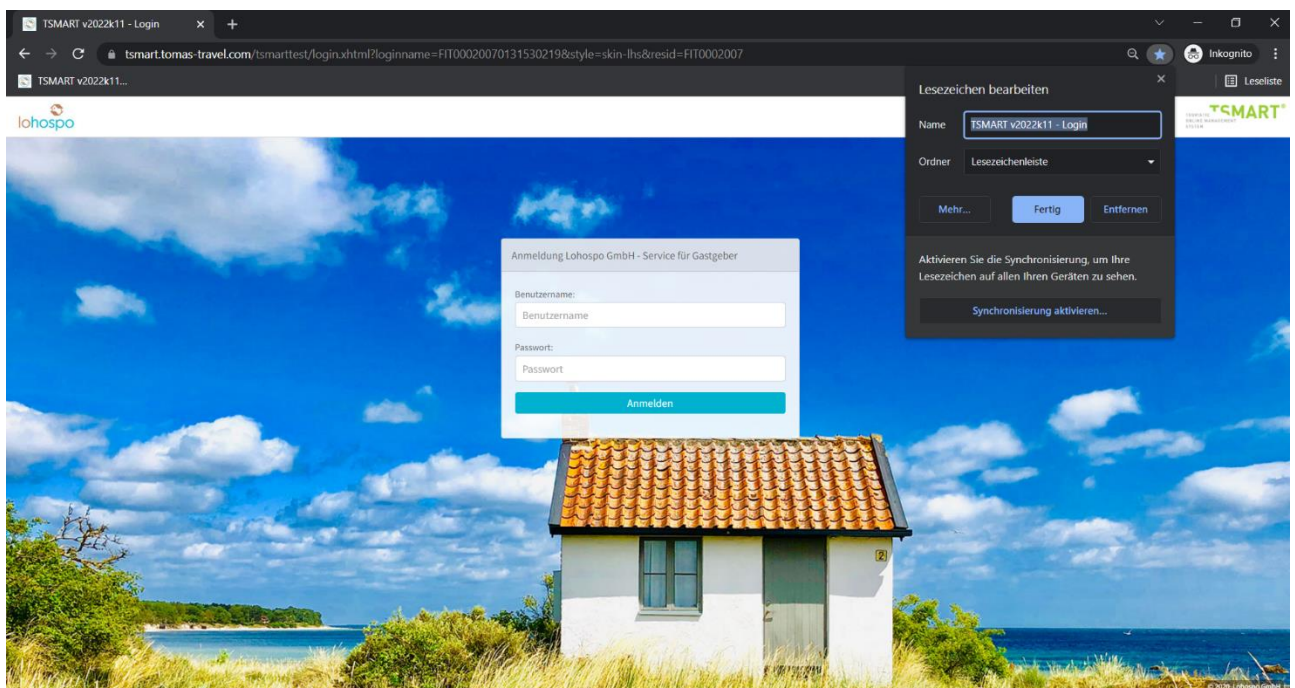 TSMART v2022k11 - Login
tsmart.tomas-travel.com/tsmarttest/login.xhtml?loginname=FIT00020070131530219&style=skin-lhs&resid=FIT0002007
Inkognito
TSMART v2022k11...
Leseliste
lohospo
TSMART
Lesezeichen bearbeiten
Name TSMART v2022k11 - Login
Ordner Lesezeichenleiste
Mehr... Fertig Entfernen
Aktivieren Sie die Synchronisierung, um Ihre
Lesezeichen auf allen Ihren Geräten zu sehen.
Synchronisierung aktivieren...
Anmeldung Lohospo GmbH - Service für Gastgeber
Benutzername:
Benutzername
Passwort:
Passwort
Anmelden
2
© 2020 Lohospo GmbH